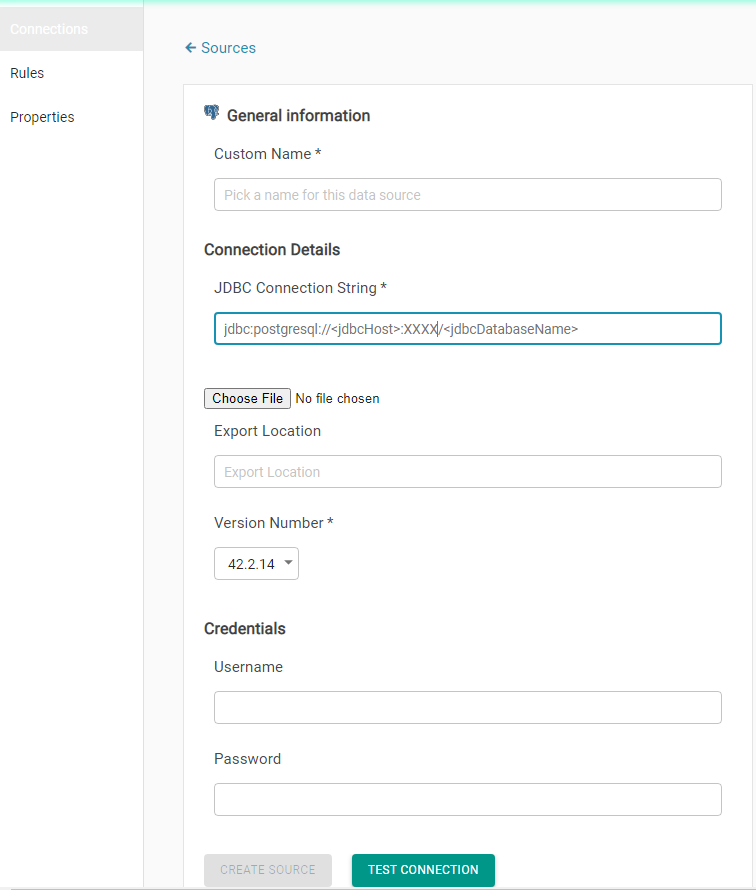 Connections
Rules
Properties
Sources
General information
Custom Name *
Pick a name for this data source
Connection Details
JDBC Connection String *
jdbc:postgresql://<jdbcHost>:XXXX/<jdbcDatabaseName>
Choose File No file chosen
Export Location
Export Location
Version Number *
42.2.14
Credentials
Username
Password
CREATE SOURCE TEST CONNECTION